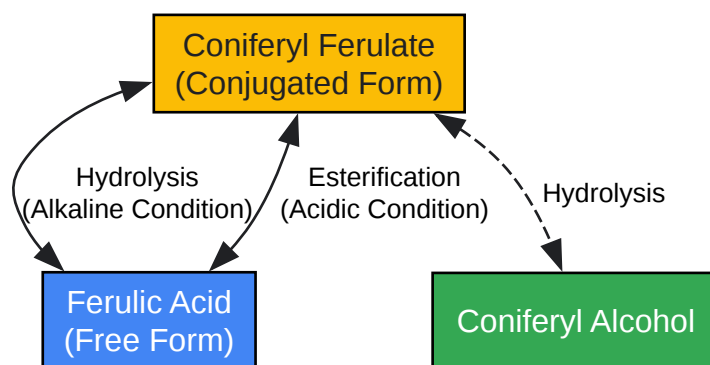 Coniferyl Ferulate
(Conjugated Form)
Hydrolysis
(Alkaline Condition)
Esterification
(Acidic Condition)
Hydrolysis
Ferulic Acid
(Free Form)
Coniferyl Alcohol